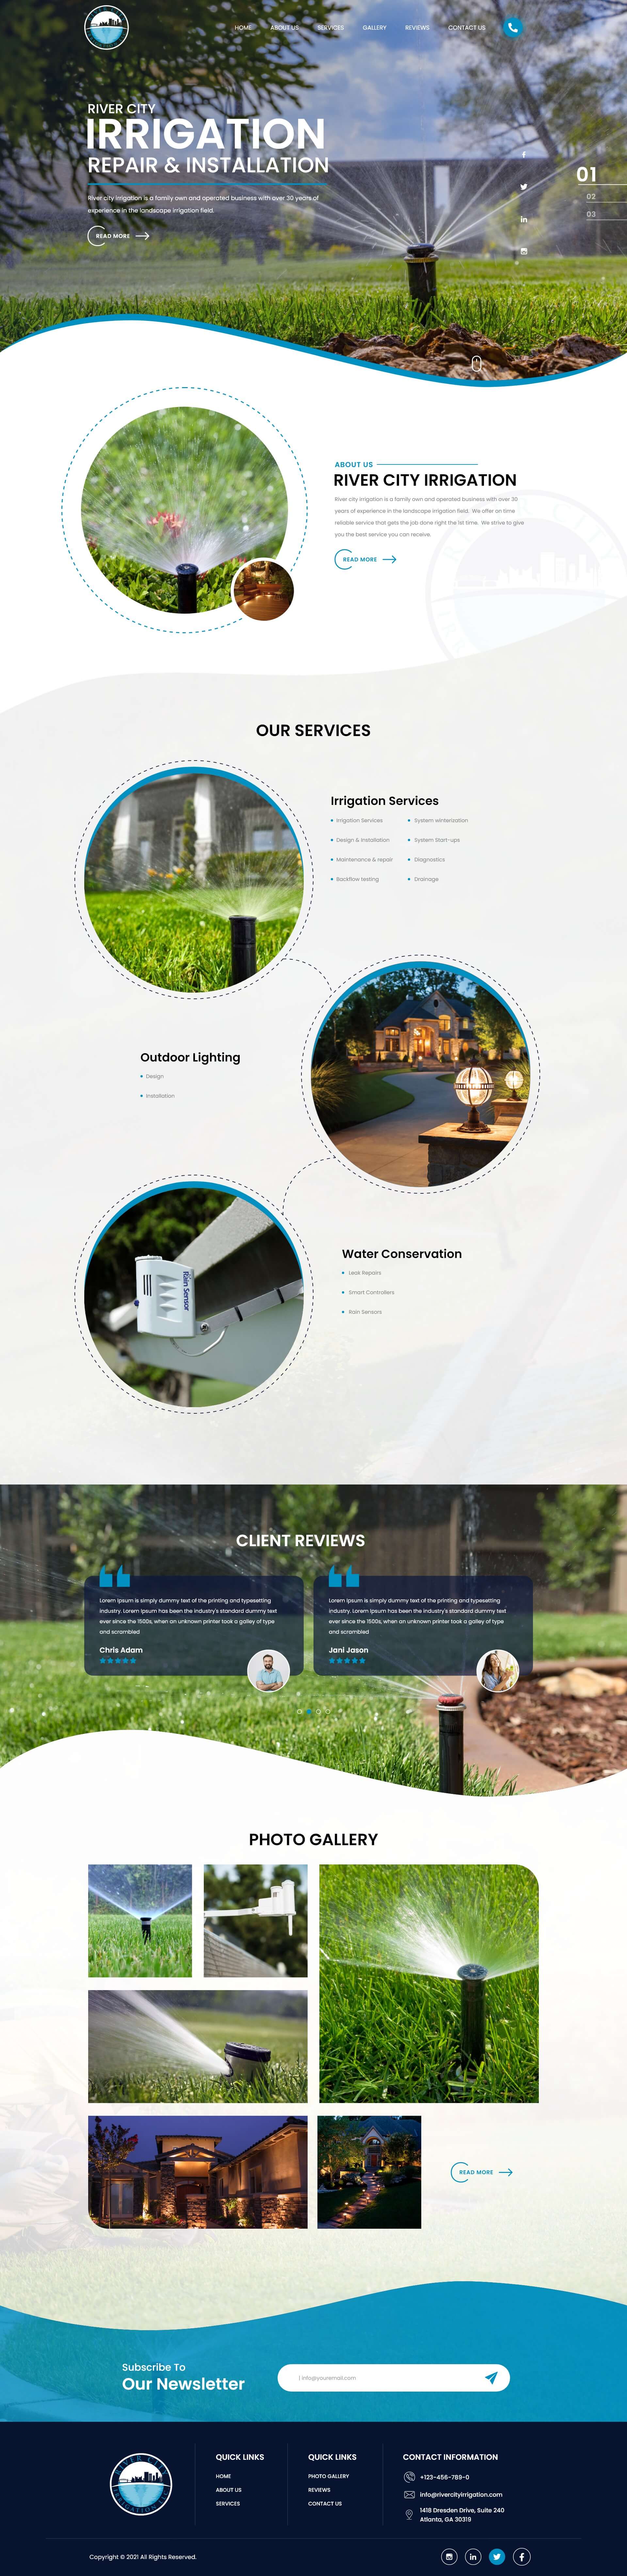 HOME ABOUT US SERVICES GALLERY REVIEWS CONTACT US
RIVER CITY
IRRIGATION
REPAIR & INSTALLATION
River city Irrigation is a family own and operated business with over 30 years of
experience in the landscape irrigation field.
READ MORE
01
02
03
ABOUT US
RIVER CITY IRRIGATION
River city Irrigation is a family own and operated business with over 30
years of experience in the landscape irrigation field. We offer on time
reliable service that gets the job done right the 1st time. We strive to give
you the best service you can receive.
READ MORE
OUR SERVICES
Irrigation Services
Irrigation Services
System winterization
Design & Installation
System Start-ups
Maintenance & repair
Diagnostics
Backflow testing
Drainage
Outdoor Lighting
Design
Installation
Rain Sensor
Water Conservation
Leak Repairs
Smart Controllers
Rain Sensors
CLIENT REVIEWS
Lorem Ipsum is simply dummy text of the printing and typesetting
industry. Lorem Ipsum has been the industry's standard dummy text
ever since the 1500s, when an unknown printer took a galley of type
and scrambled
Chris Adam
Lorem Ipsum is simply dummy text of the printing and typesetting
industry. Lorem Ipsum has been the industry's standard dummy text
ever since the 1500s, when an unknown printer took a galley of type
and scrambled
Jani Jason
PHOTO GALLERY
READ MORE
Subscribe To
Our Newsletter
| info@youremail.com
QUICK LINKS
HOME
ABOUT US
SERVICES
QUICK LINKS
PHOTO GALLERY
REVIEWS
CONTACT US
CONTACT INFORMATION
+123-456-789-0
info@rivercityirrigation.com
1418 Dresden Drive, Suite 240
Atlanta, GA 30319
Copyright © 2021 All Rights Reserved.